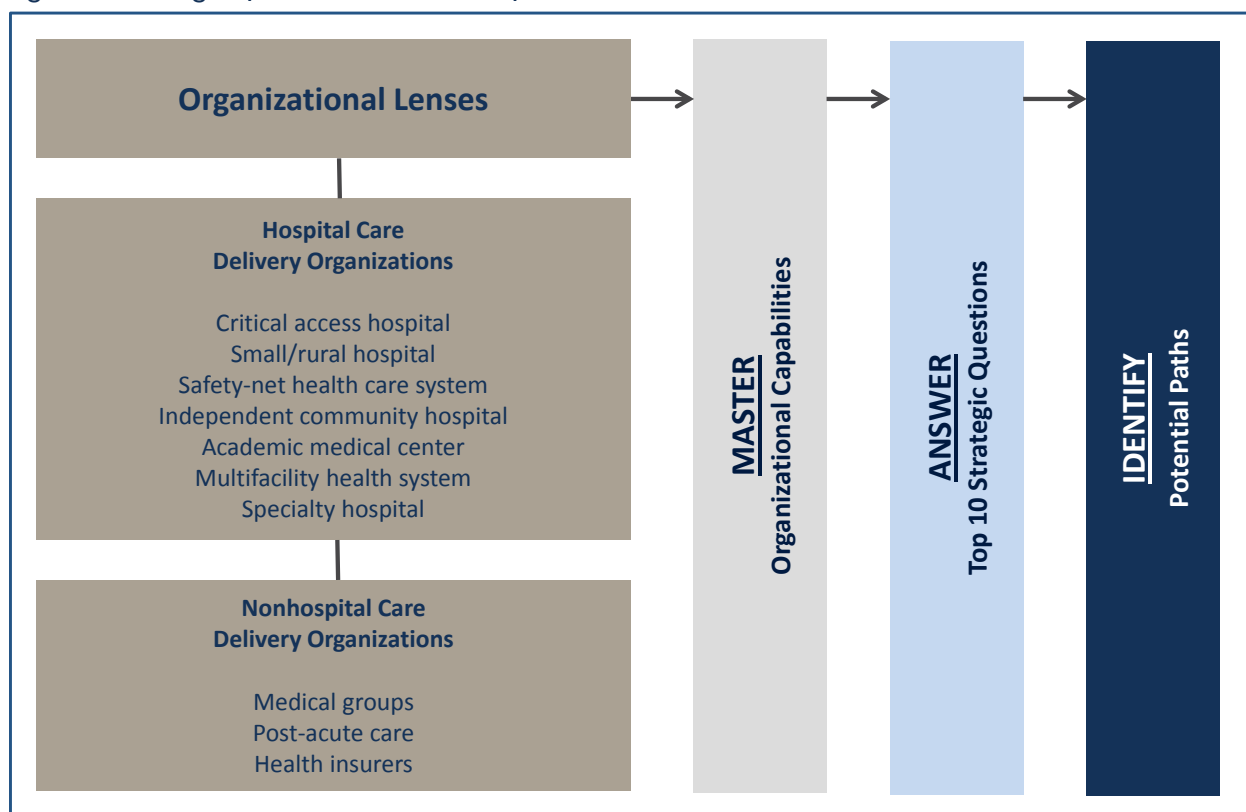 Organizational Lenses
Hospital Care
Delivery Organizations
Critical access hospital
Small/rural hospital
Safety-net health care system
Independent community hospital
Academic medical center
Multifacility health system
Specialty hospital
Nonhospital Care
Delivery Organizations
Medical groups
Post-acute care
Health insurers
MASTER
Organizational Capabilities
ANSWER
Top 10 Strategic Questions
IDENTIFY
Potential Paths